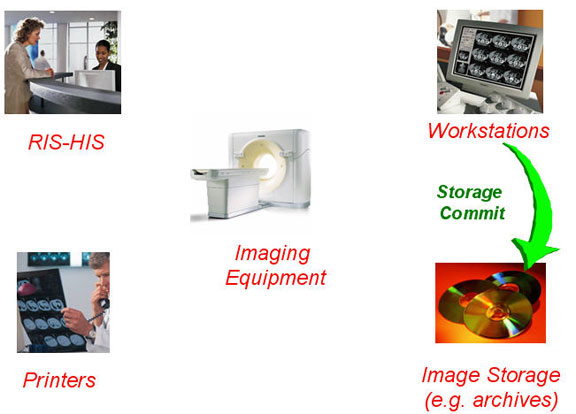 RIS-HIS
Workstations
Storage
Commit
Imaging
Equipment
Printers
Image Storage
(e.g. archives)